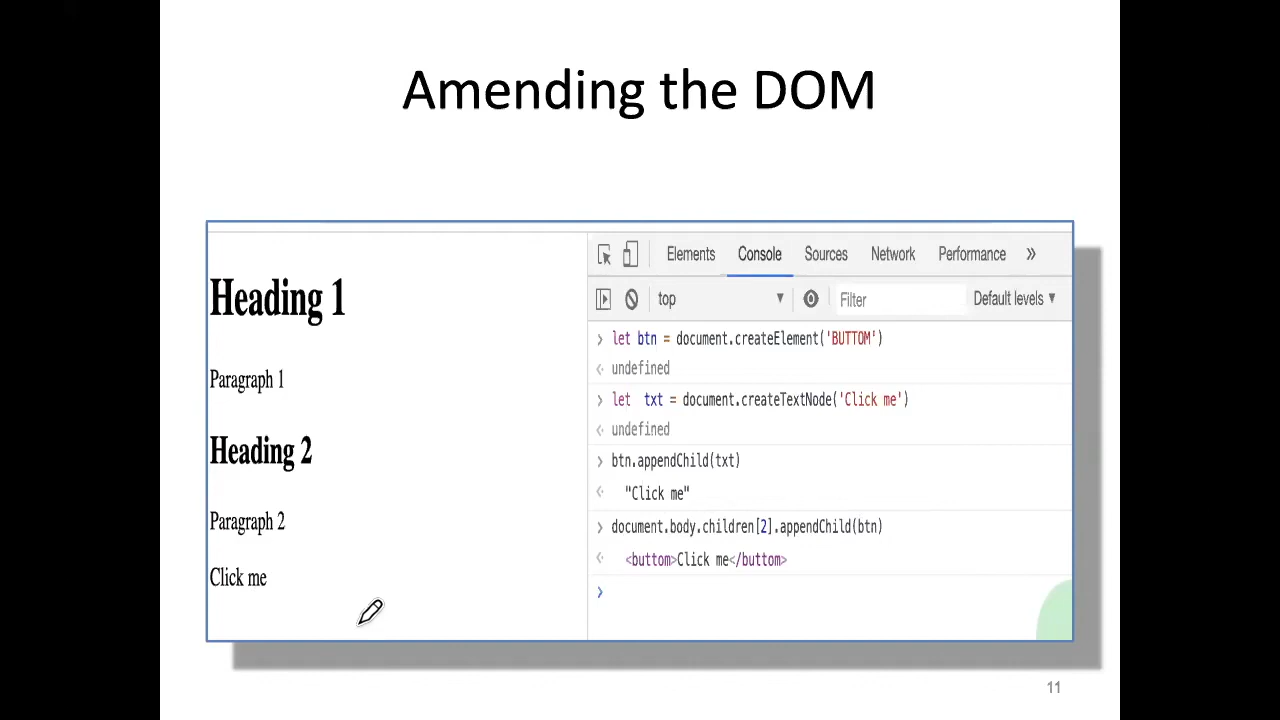 Amending the DOM
Heading 1
Paragraph 1
Heading 2
Paragraph 2
Click me
Elements Console Sources Network Performance »
top ▼ Filter Default levels ▼
› let btn = document.createElement('BUTTOM')
‹· undefined
› let txt = document.createTextNode('Click me')
‹· undefined
› btn.appendChild(txt)
‹· "Click me"
› document.body.children[2].appendChild(btn)
‹· <buttom>Click me</buttom>
›
11